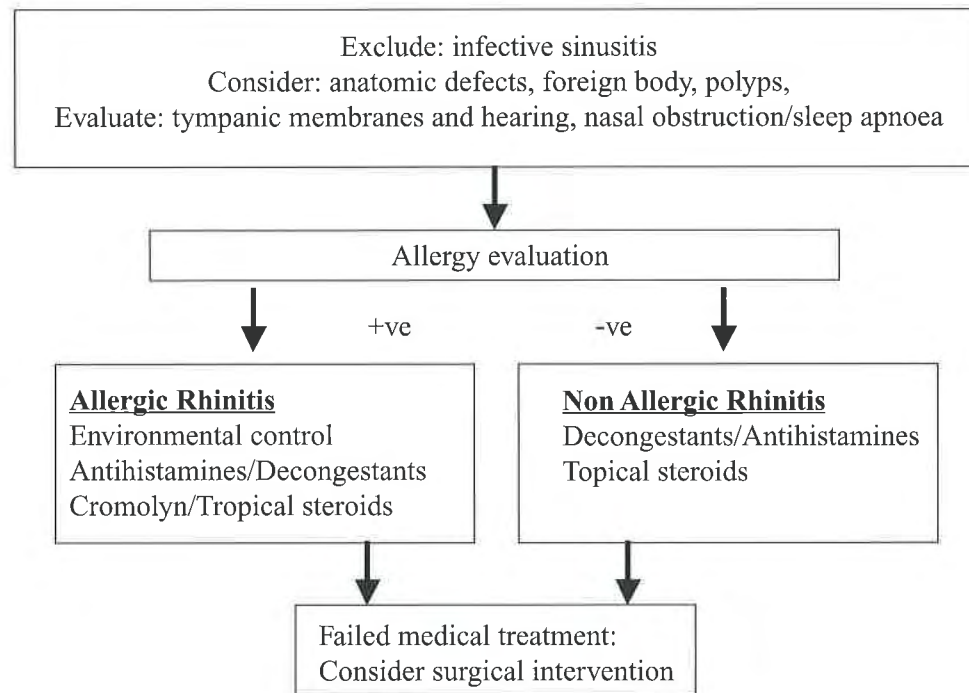 Exclude: infective sinusitis
Consider: anatomic defects, foreign body, polyps,
Evaluate: tympanic membranes and hearing, nasal obstruction/sleep apnoea
Allergy evaluation
+ve
-ve
Allergic Rhinitis
Environmental control
Antihistamines/Decongestants
Cromolyn/Tropical steroids
Non Allergic Rhinitis
Decongestants/Antihistamines
Topical steroids
Failed medical treatment:
Consider surgical intervention